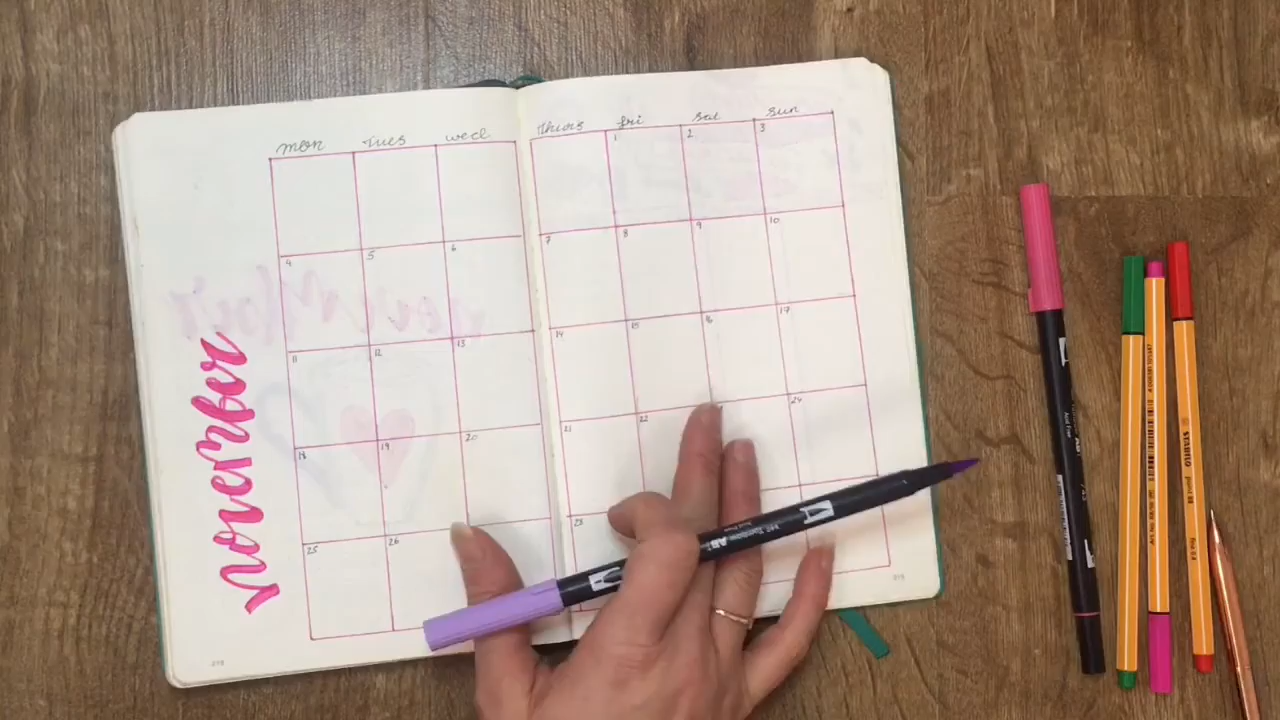 mon Tues wed thurs fri sat sun
1 2 3
4 5 6 7 8 9 10
11 12 13 14 15 16 17
18 19 20 21 22 24
25 26
november
STABILO